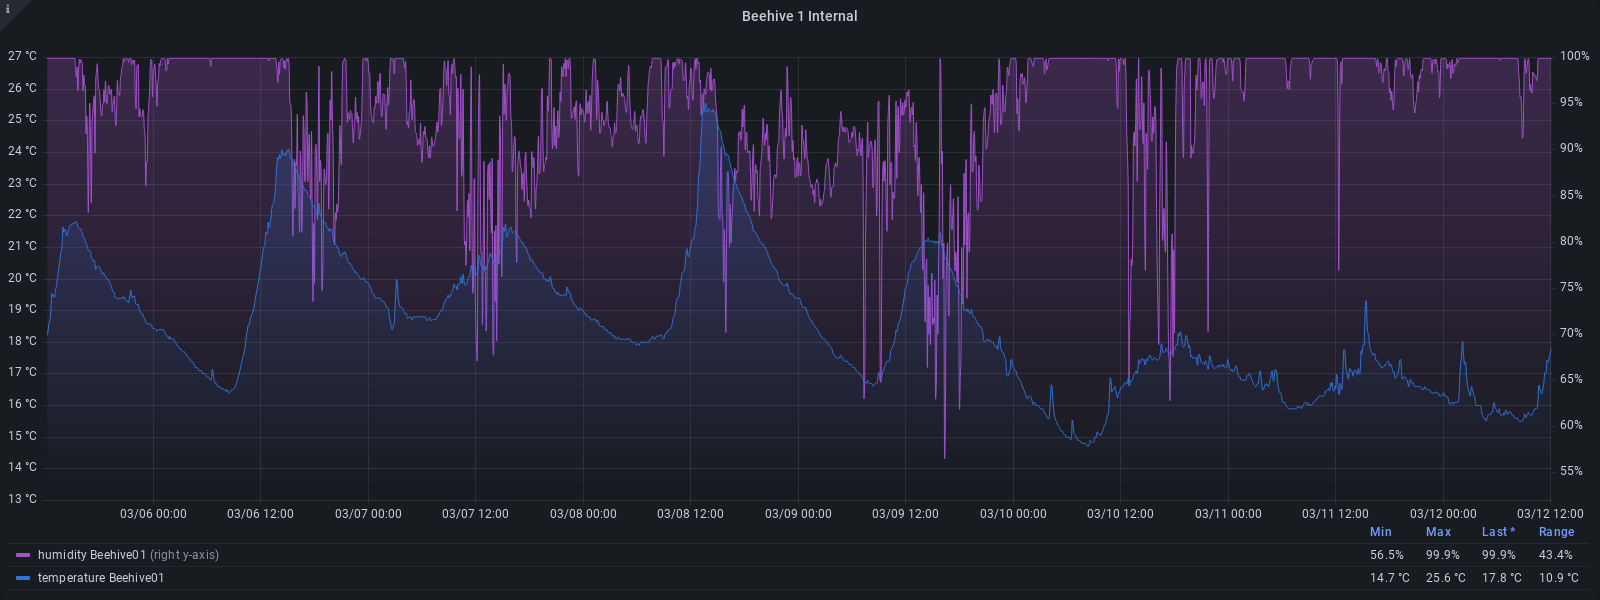 i
Beehive 1 Internal
27 °C 100%
26 °C 95%
25 °C 90%
24 °C 85%
23 °C 80%
22 °C 75%
21 °C 70%
20 °C 65%
19 °C 60%
18 °C 55%
17 °C
16 °C
15 °C
14 °C
13 °C
03/06 00:00 03/06 12:00 03/07 00:00 03/07 12:00 03/08 00:00 03/08 12:00 03/09 00:00 03/09 12:00 03/10 00:00 03/10 12:00 03/11 00:00 03/11 12:00 03/12 00:00 03/12 12:00
Min Max Last * Range
humidity Beehive01 (right y-axis) 56.5% 99.9% 99.9% 43.4%
temperature Beehive01 14.7 °C 25.6 °C 17.8 °C 10.9 °C